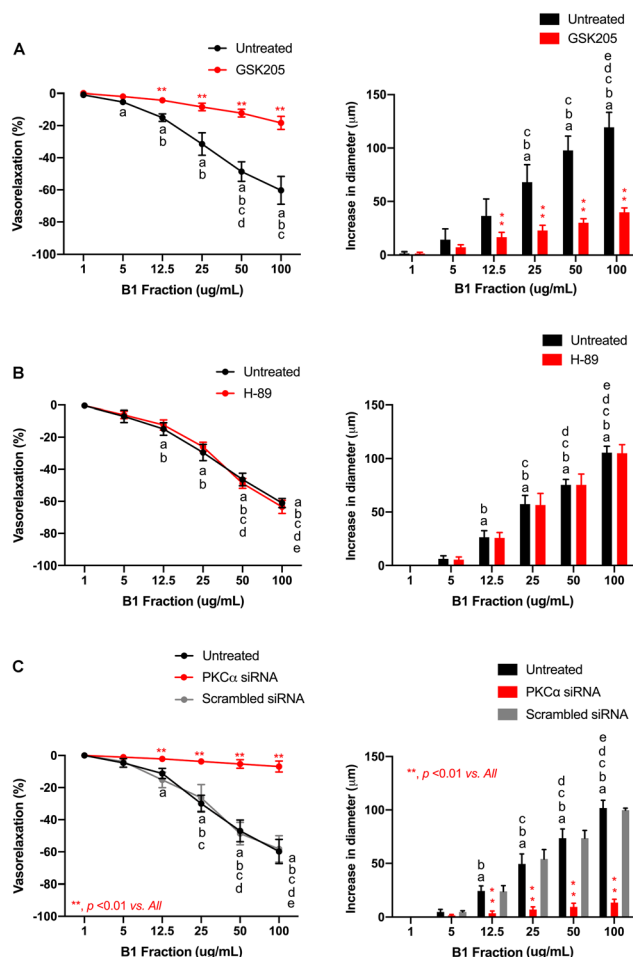 A
Untreated
GSK205
Vasorelaxation (%)
0
-20
-40
-60
-80
-100
** ** ** **
a
a
b
a
b
a
b
c
d
a
b
c
1 5 12.5 25 50 100
B1 Fraction (ug/mL)
Untreated
GSK205
Increase in diameter (μm)
150
100
50
0
c
b
a
c
b
a
e
d
c
b
a
** ** ** **
1 5 12.5 25 50 100
B1 Fraction (ug/mL)
B
Untreated
H-89
Vasorelaxation (%)
0
-20
-40
-60
-80
-100
a
b
a
b
a
b
c
d
a
b
c
d
e
1 5 12.5 25 50 100
B1 Fraction (ug/mL)
Untreated
H-89
Increase in diameter (μm)
150
100
50
0
b
a
c
b
a
d
c
b
a
e
d
c
b
a
1 5 12.5 25 50 100
B1 Fraction (ug/mL)
C
Untreated
PKCα siRNA
Scrambled siRNA
Vasorelaxation (%)
0
-20
-40
-60
-80
-100
** ** ** **
a
a
b
c
a
b
c
d
a
b
c
d
e
**, p <0.01 vs. All
1 5 12.5 25 50 100
B1 Fraction (ug/mL)
Untreated
PKCα siRNA
Scrambled siRNA
Increase in diameter (μm)
150
100
50
0
**, p <0.01 vs. All
b
a
c
b
a
d
c
b
a
e
d
c
b
a
** ** ** **
1 5 12.5 25 50 100
B1 Fraction (ug/mL)